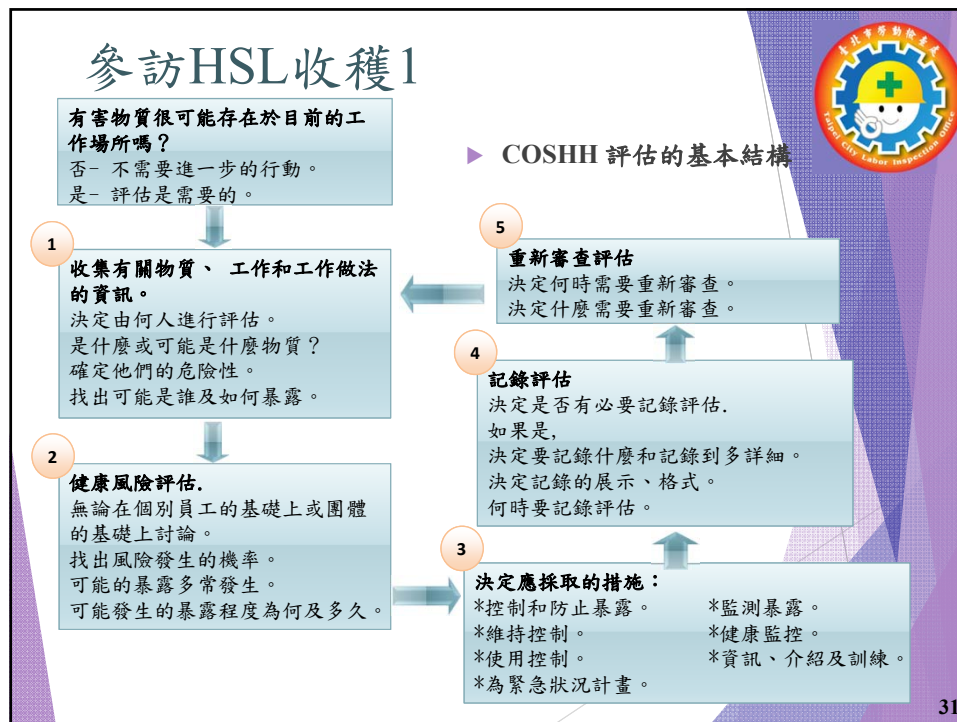 參訪HSL收穫1
臺北市勞動檢查處
Taipei City Labor Inspection Office
▶ COSHH 評估的基本結構
有害物質很可能存在於目前的工
作場所嗎？
否- 不需要進一步的行動。
是- 評估是需要的。
1
收集有關物質、 工作和工作做法
的資訊。
決定由何人進行評估。
是什麼或可能是什麼物質？
確定他們的危險性。
找出可能是誰及如何暴露。
2
健康風險評估.
無論在個別員工的基礎上或團體
的基礎上討論。
找出風險發生的機率。
可能的暴露多常發生。
可能發生的暴露程度為何及多久。
3
決定應採取的措施：
*控制和防止暴露。 *監測暴露。
*維持控制。 *健康監控。
*使用控制。 *資訊、介紹及訓練。
*為緊急狀況計畫。
4
記錄評估
決定是否有必要記錄評估.
如果是,
決定要記錄什麼和記錄到多詳細。
決定記錄的展示、格式。
何時要記錄評估。
5
重新審查評估
決定何時需要重新審查。
決定什麼需要重新審查。
31